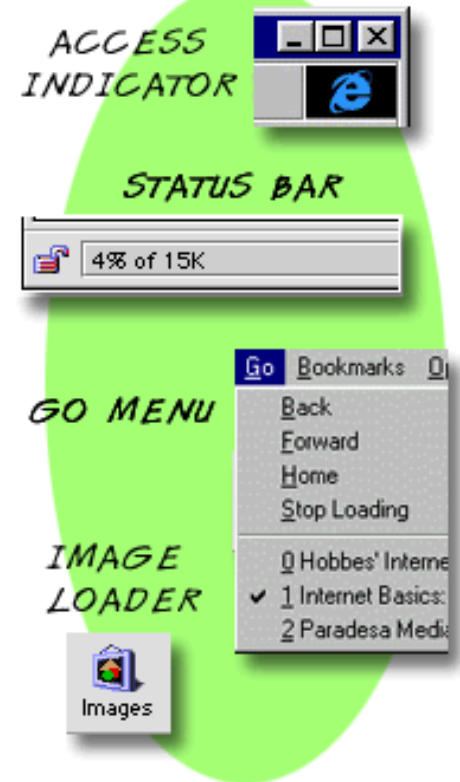 ACCESS
INDICATOR
STATUS BAR
4% of 15K
GO MENU
Go Bookmarks
Back
Forward
Home
Stop Loading
0 Hobbes' Interne
1 Internet Basics:
2 Paradesa Media
IMAGE
LOADER
Images